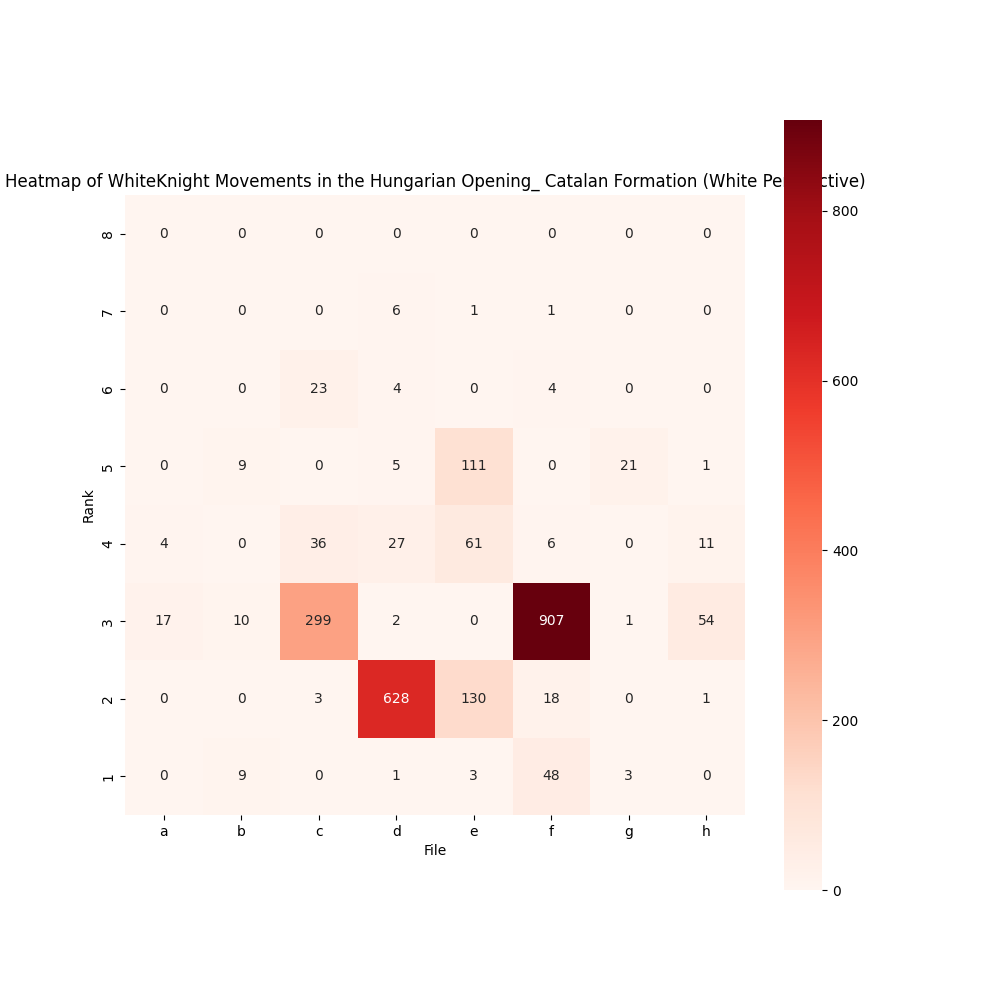 Heatmap of WhiteKnight Movements in the Hungarian Opening_ Catalan Formation (White Pe ctive)
8 0 0 0 0 0 0 0 0
7 0 0 0 6 1 1 0 0
6 0 0 23 4 0 4 0 0
5 0 9 0 5 111 0 21 1
4 4 0 36 27 61 6 0 11
3 17 10 299 2 0 907 1 54
2 0 0 3 628 130 18 0 1
1 0 9 0 1 3 48 3 0
a b c d e f g h
File
Rank
800
600
400
200
0